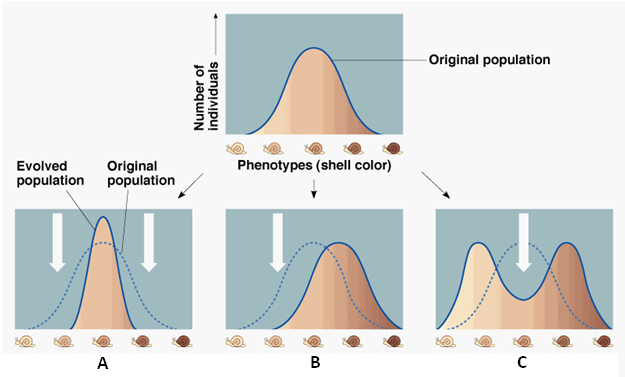 Number of
individuals
Original population
Phenotypes (shell color)
Evolved
population
Original
population
A
B
C